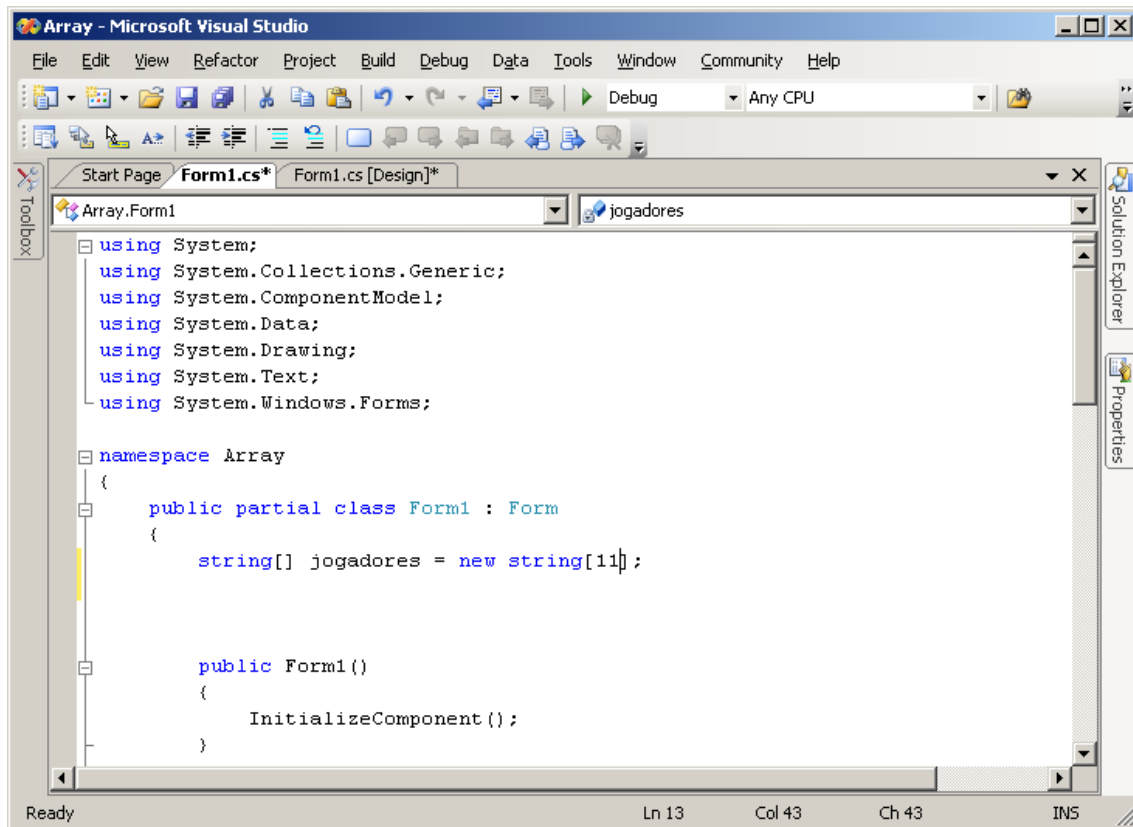 Array - Microsoft Visual Studio
File Edit View Refactor Project Build Debug Data Tools Window Community Help
Debug Any CPU
Start Page Form1.cs* Form1.cs [Design]*
Array.Form1 jogadores
Toolbox
Solution Explorer
Properties
using System;
using System.Collections.Generic;
using System.ComponentModel;
using System.Data;
using System.Drawing;
using System.Text;
using System.Windows.Forms;
namespace Array
{
public partial class Form1 : Form
{
string[] jogadores = new string[11];
public Form1()
{
InitializeComponent();
}
Ready Ln 13 Col 43 Ch 43 INS